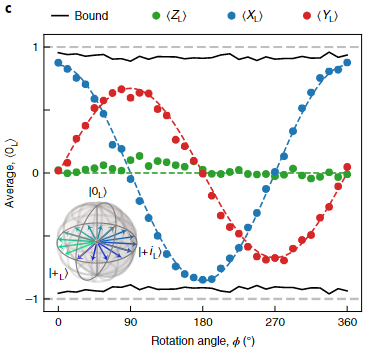 c
Bound ⟨Z_L⟩ ⟨X_L⟩ ⟨Y_L⟩
1
0
−1
Average, ⟨O_L⟩
|0_L⟩
|+i_L⟩
|+_L⟩
0 90 180 270 360
Rotation angle, ϕ (°)